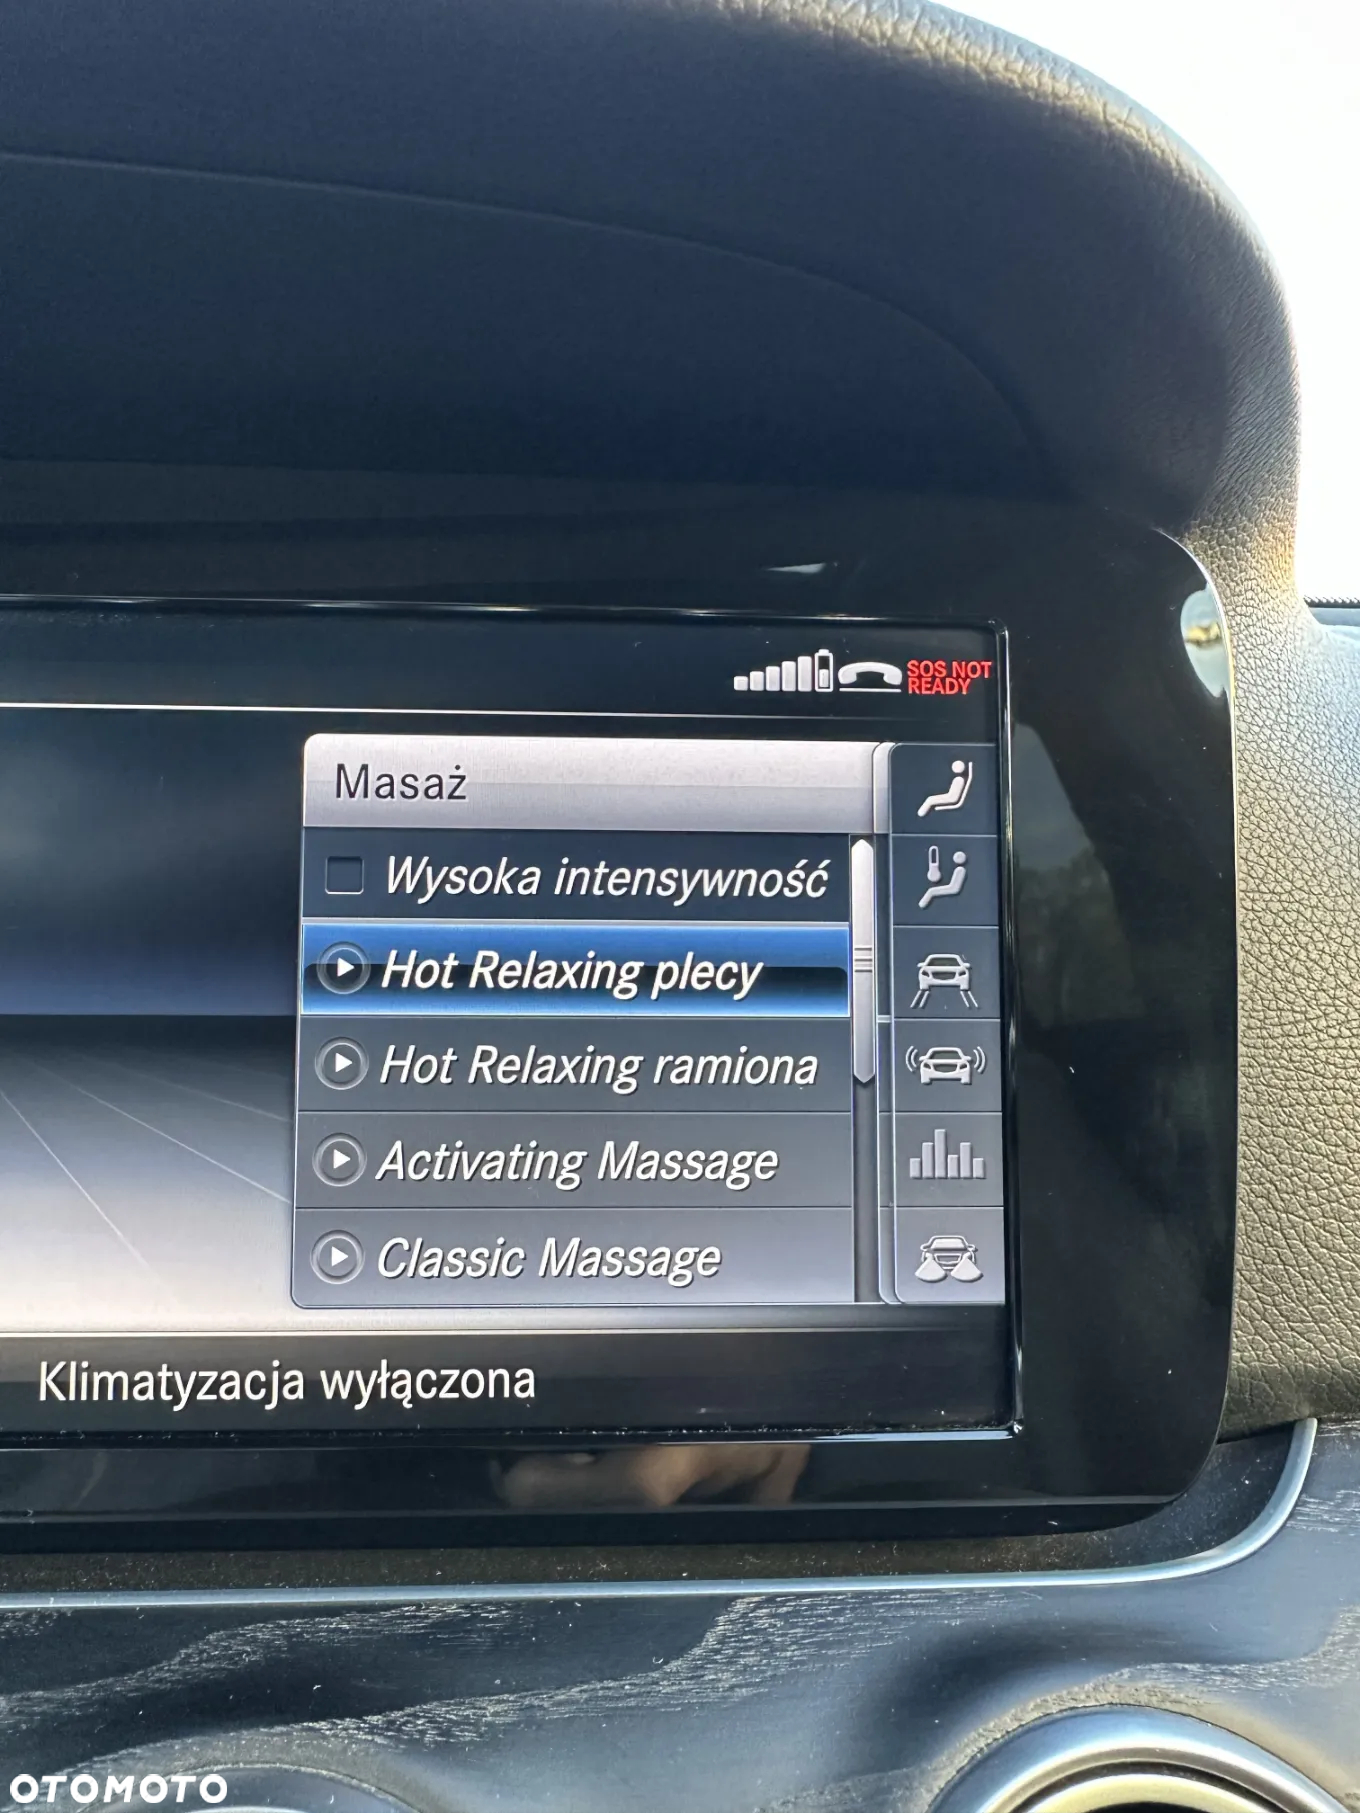 SOS NOT
READY
Masaż
Wysoka intensywność
Hot Relaxing plecy
Hot Relaxing ramiona
Activating Massage
Classic Massage
Klimatyzacja wyłączona
OTOMOTO